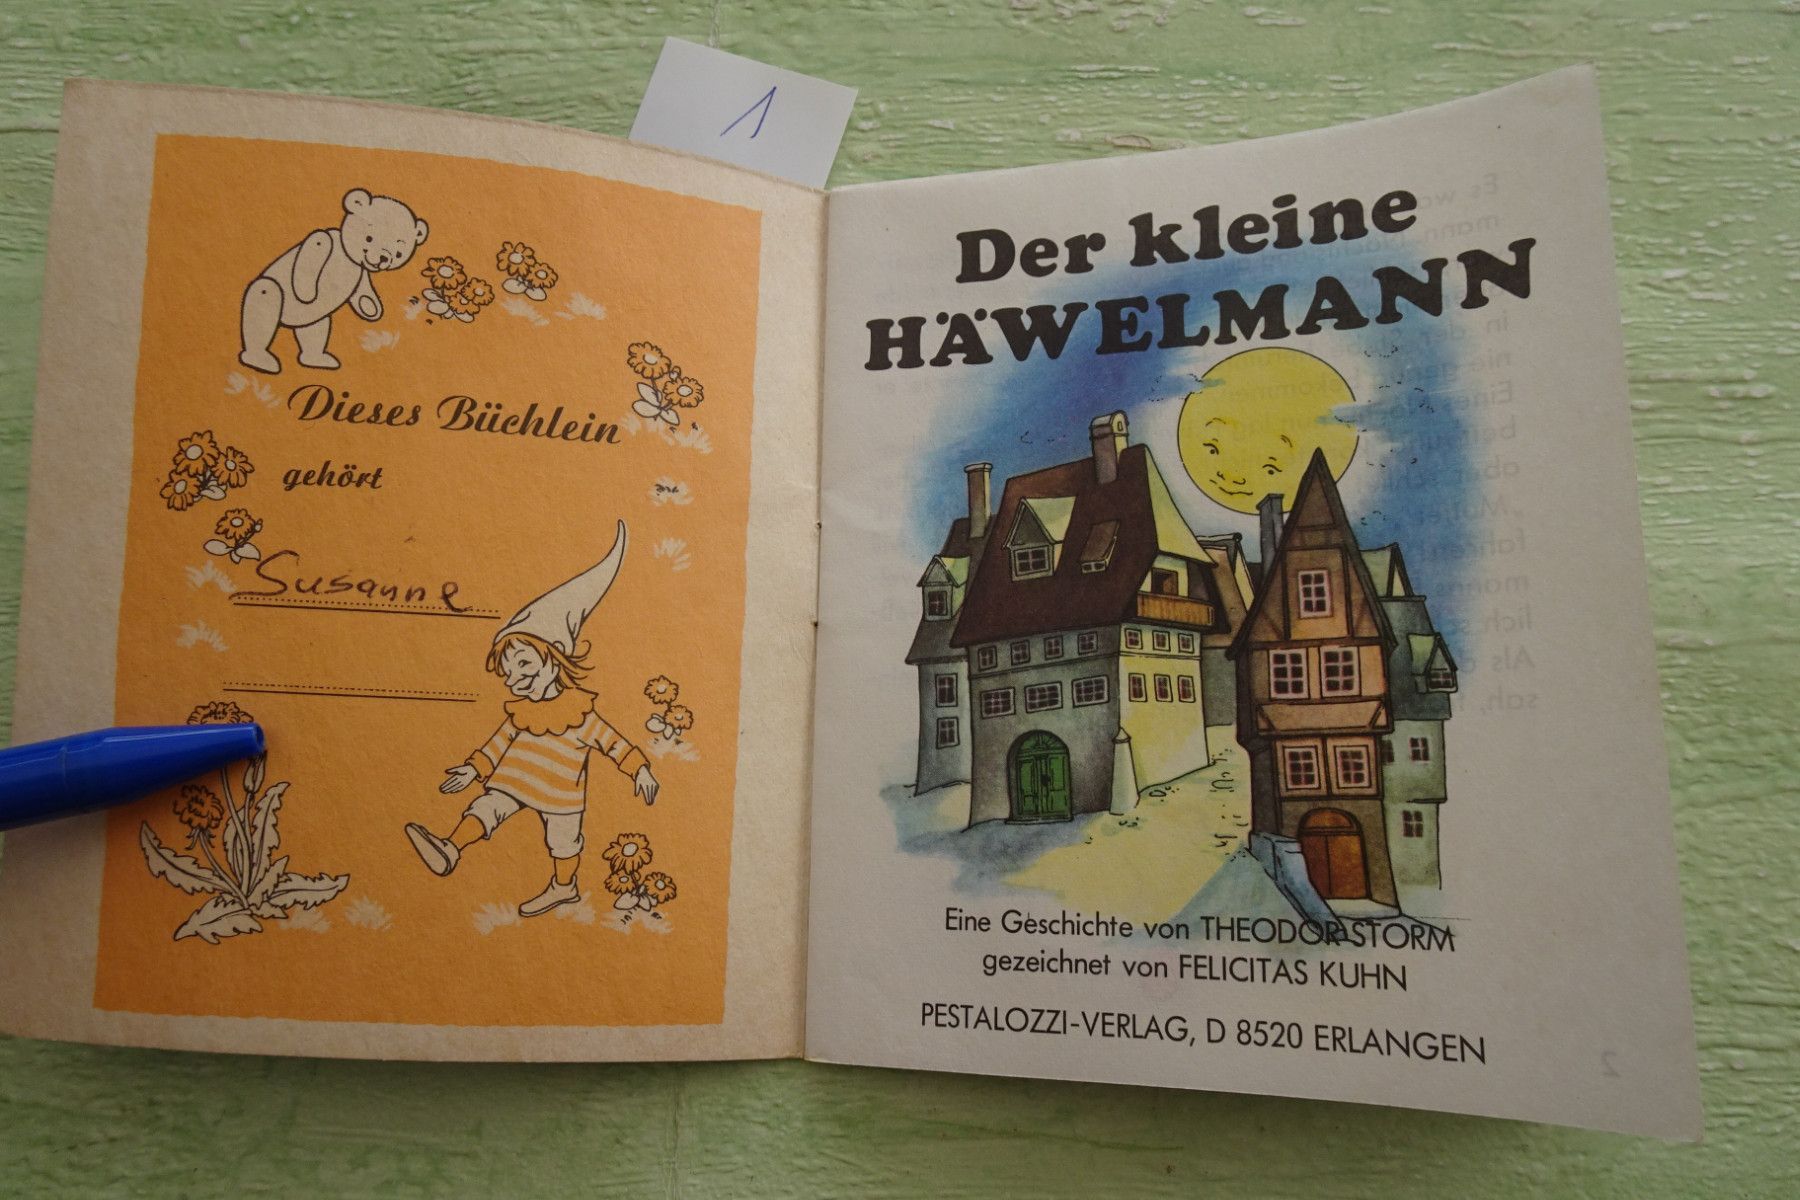 1
Dieses Büchlein
gehört
Susanne
Der kleine
HÄWELMANN
Eine Geschichte von THEODOR STORM
gezeichnet von FELICITAS KUHN
PESTALOZZI-VERLAG, D 8520 ERLANGEN